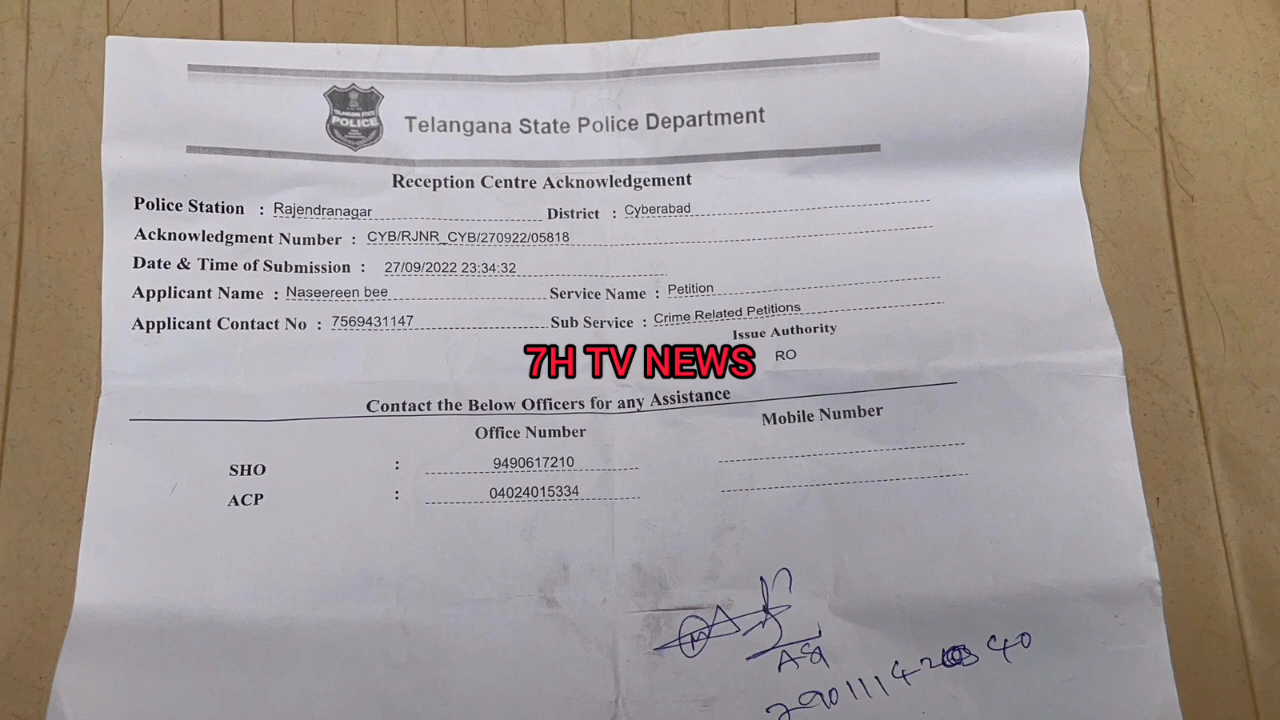 TELANGANA STATE
POLICE
Telangana State Police Department
Reception Centre Acknowledgement
Police Station : Rajendranagar District : Cyberabad
Acknowledgment Number : CYB/RJNR_CYB/270922/05818
Date & Time of Submission : 27/09/2022 23:34:32
Applicant Name : Naseereen bee Service Name : Petition
Applicant Contact No : 7569431147 Sub Service : Crime Related Petitions
Issue Authority
7H TV NEWS RO
Contact the Below Officers for any Assistance
Office Number Mobile Number
SHO : 9490617210
ACP : 04024015334
ASI